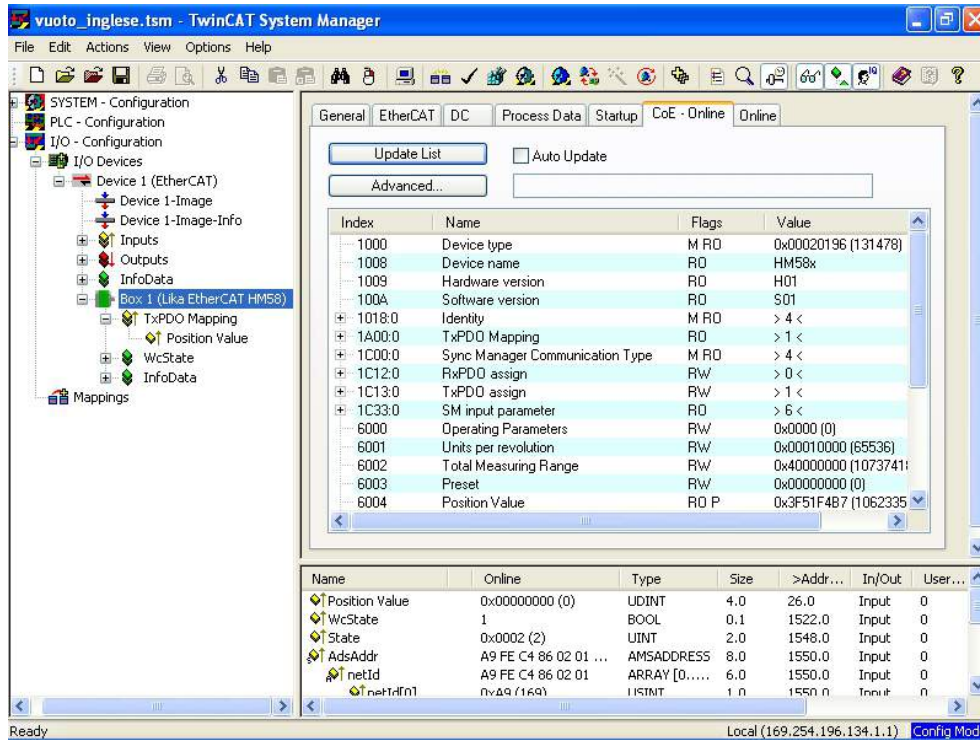 vuoto_inglese.tsm - TwinCAT System Manager
File Edit Actions View Options Help
SYSTEM - Configuration
PLC - Configuration
I/O - Configuration
I/O Devices
Device 1 (EtherCAT)
Device 1-Image
Device 1-Image-Info
Inputs
Outputs
InfoData
Box 1 (Lika EtherCAT HM58)
TxPDO Mapping
Position Value
WcState
InfoData
Mappings
General EtherCAT DC Process Data Startup CoE - Online Online
Update List Auto Update
Advanced...
Index Name Flags Value
1000 Device type M RO 0x00020196 (131478)
1008 Device name RO HM58x
1009 Hardware version RO H01
100A Software version RO S01
1018:0 Identity M RO > 4 <
1A00:0 TxPDO Mapping RO > 1 <
1C00:0 Sync Manager Communication Type M RO > 4 <
1C12:0 RxPDO assign RW > 0 <
1C13:0 TxPDO assign RW > 1 <
1C33:0 SM input parameter RO > 6 <
6000 Operating Parameters RW 0x0000 (0)
6001 Units per revolution RW 0x00010000 (65536)
6002 Total Measuring Range RW 0x40000000 (1073741
6003 Preset RW 0x00000000 (0)
6004 Position Value RO P 0x3F51F4B7 (1062335
Name Online Type Size >Addr... In/Out User...
Position Value 0x00000000 (0) UDINT 4.0 26.0 Input 0
WcState 1 BOOL 0.1 1522.0 Input 0
State 0x0002 (2) UINT 2.0 1548.0 Input 0
AdsAddr A9 FE C4 86 02 01 ... AMSADDRESS 8.0 1550.0 Input 0
netId A9 FE C4 86 02 01 ARRAY [0..... 6.0 1550.0 Input 0
netId[0] 0xA9 (169) USINT 1.0 1550.0 Input 0
Ready Local (169.254.196.134.1.1) Config Mod